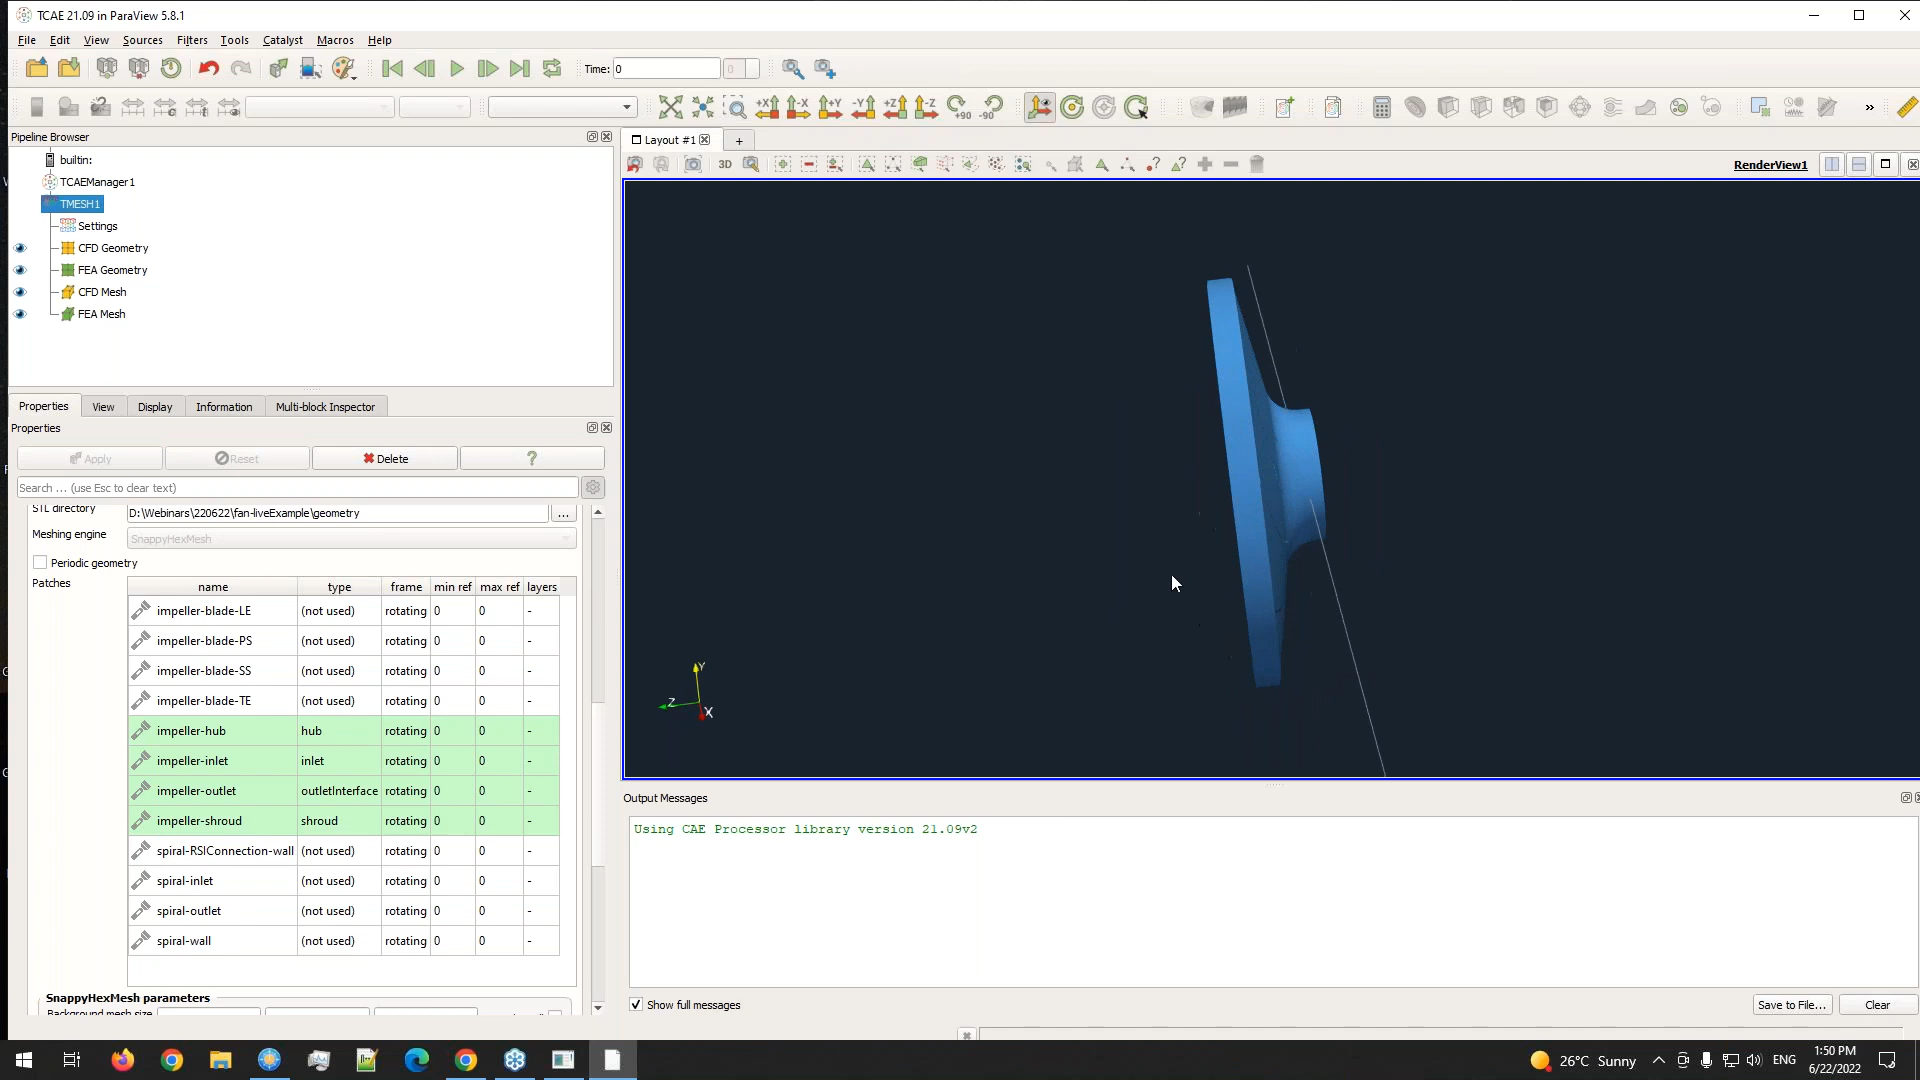 TCAE 21.09 in ParaView 5.8.1
File Edit View Sources Filters Tools Catalyst Macros Help
Time: 0 0
+X -X +Y -Y +Z -Z +90 -90 »
Pipeline Browser
Layout #1 +
builtin:
3D RenderView1
TCAEManager1
TMESH1
Settings
CFD Geometry
FEA Geometry
CFD Mesh
FEA Mesh
Properties View Display Information Multi-block Inspector
Properties
Apply Reset Delete ?
Search ... (use Esc to clear text)
STL directory D:\Webinars\220622\fan-liveExample\geometry ...
Meshing engine SnappyHexMesh
Periodic geometry
Patches name type frame min ref max ref layers
impeller-blade-LE (not used) rotating 0 0 -
impeller-blade-PS (not used) rotating 0 0 -
impeller-blade-SS (not used) rotating 0 0 -
impeller-blade-TE (not used) rotating 0 0 -
impeller-hub hub rotating 0 0 -
impeller-inlet inlet rotating 0 0 -
impeller-outlet outletInterface rotating 0 0 -
impeller-shroud shroud rotating 0 0 -
spiral-RSIConnection-wall (not used) rotating 0 0 -
spiral-inlet (not used) rotating 0 0 -
spiral-outlet (not used) rotating 0 0 -
spiral-wall (not used) rotating 0 0 -
SnappyHexMesh parameters
Background mesh size
Y
Z
X
Output Messages
Using CAE Processor library version 21.09v2
Show full messages Save to File... Clear
26°C Sunny ENG 1:50 PM
6/22/2022